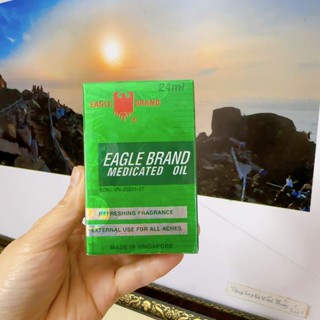 24ml
EAGLE BRAND
EAGLE BRAND
MEDICATED OIL
REFRESHING FRAGRANCE
EXTERNAL USE FOR ALL ACHES
MADE IN SINGAPORE